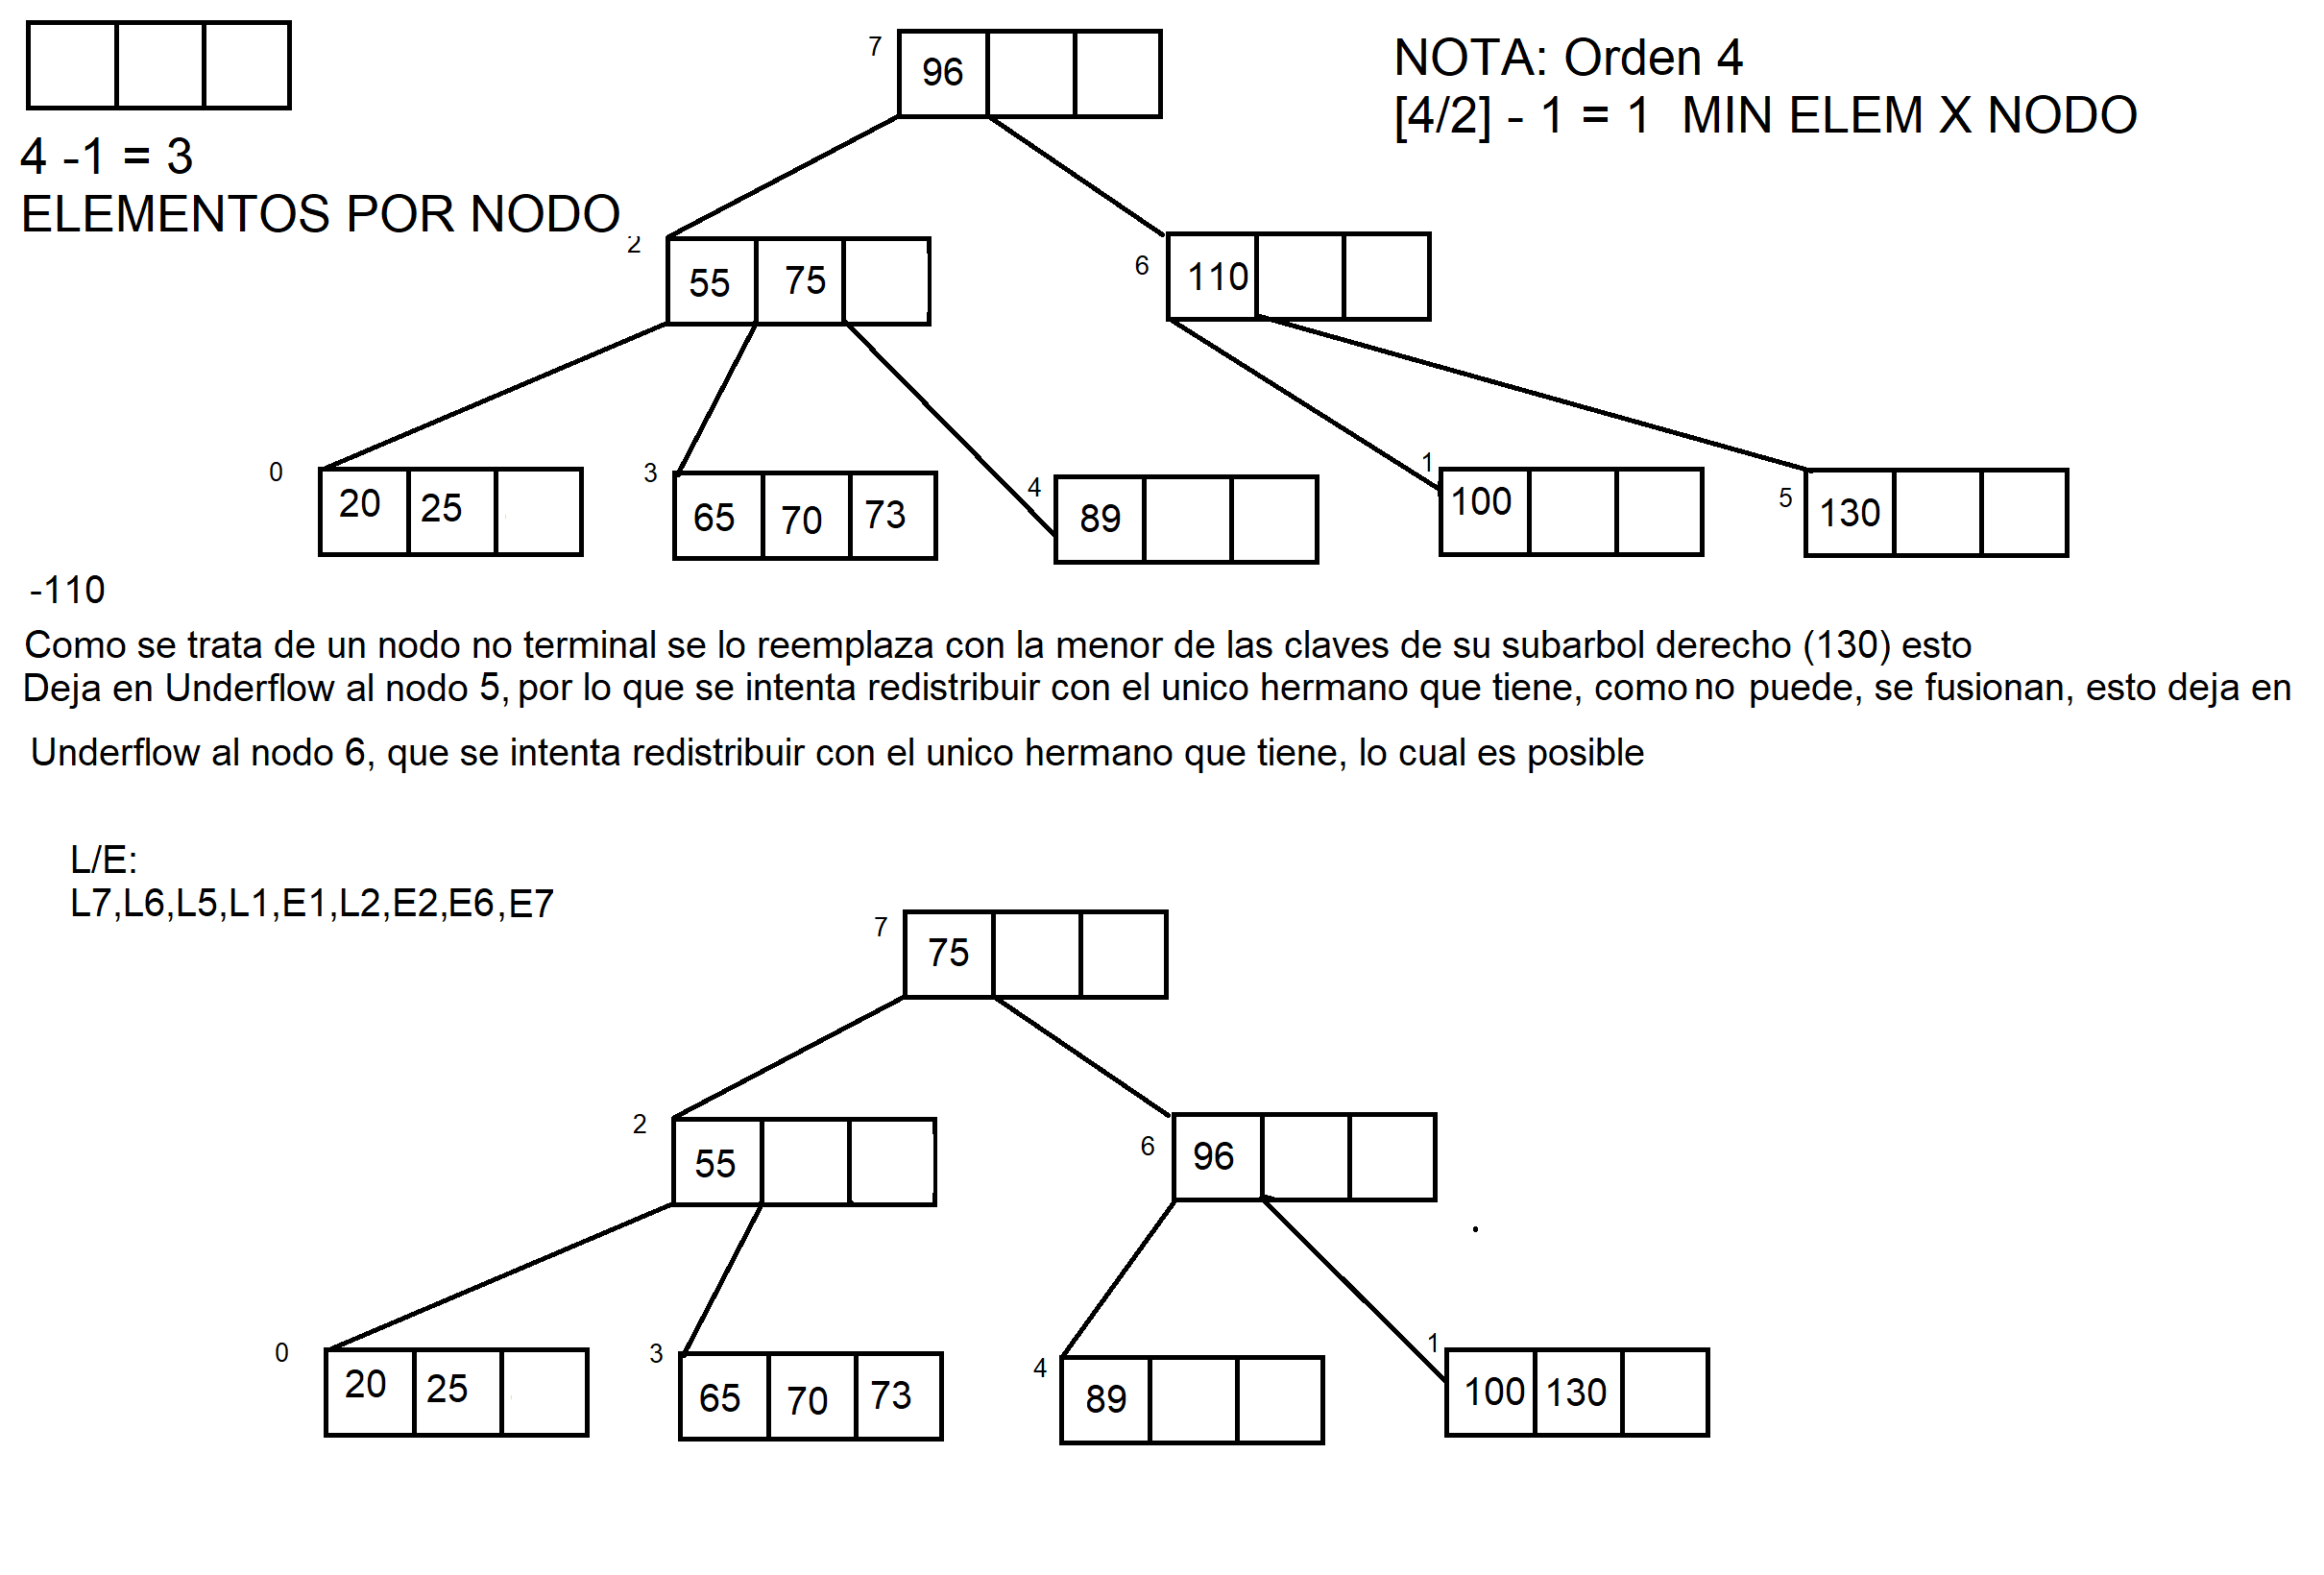 7
96
NOTA: Orden 4
[4/2] - 1 = 1 MIN ELEM X NODO
4 -1 = 3
ELEMENTOS POR NODO
2
55 75
6
110
0
20 25
3
65 70 73
4
89
1
100
5
130
-110
Como se trata de un nodo no terminal se lo reemplaza con la menor de las claves de su subarbol derecho (130) esto
Deja en Underflow al nodo 5, por lo que se intenta redistribuir con el unico hermano que tiene, como no puede, se fusionan, esto deja en
Underflow al nodo 6, que se intenta redistribuir con el unico hermano que tiene, lo cual es posible
L/E:
L7,L6,L5,L1,E1,L2,E2,E6,E7
7
75
2
55
6
96
0
20 25
3
65 70 73
4
89
1
100 130